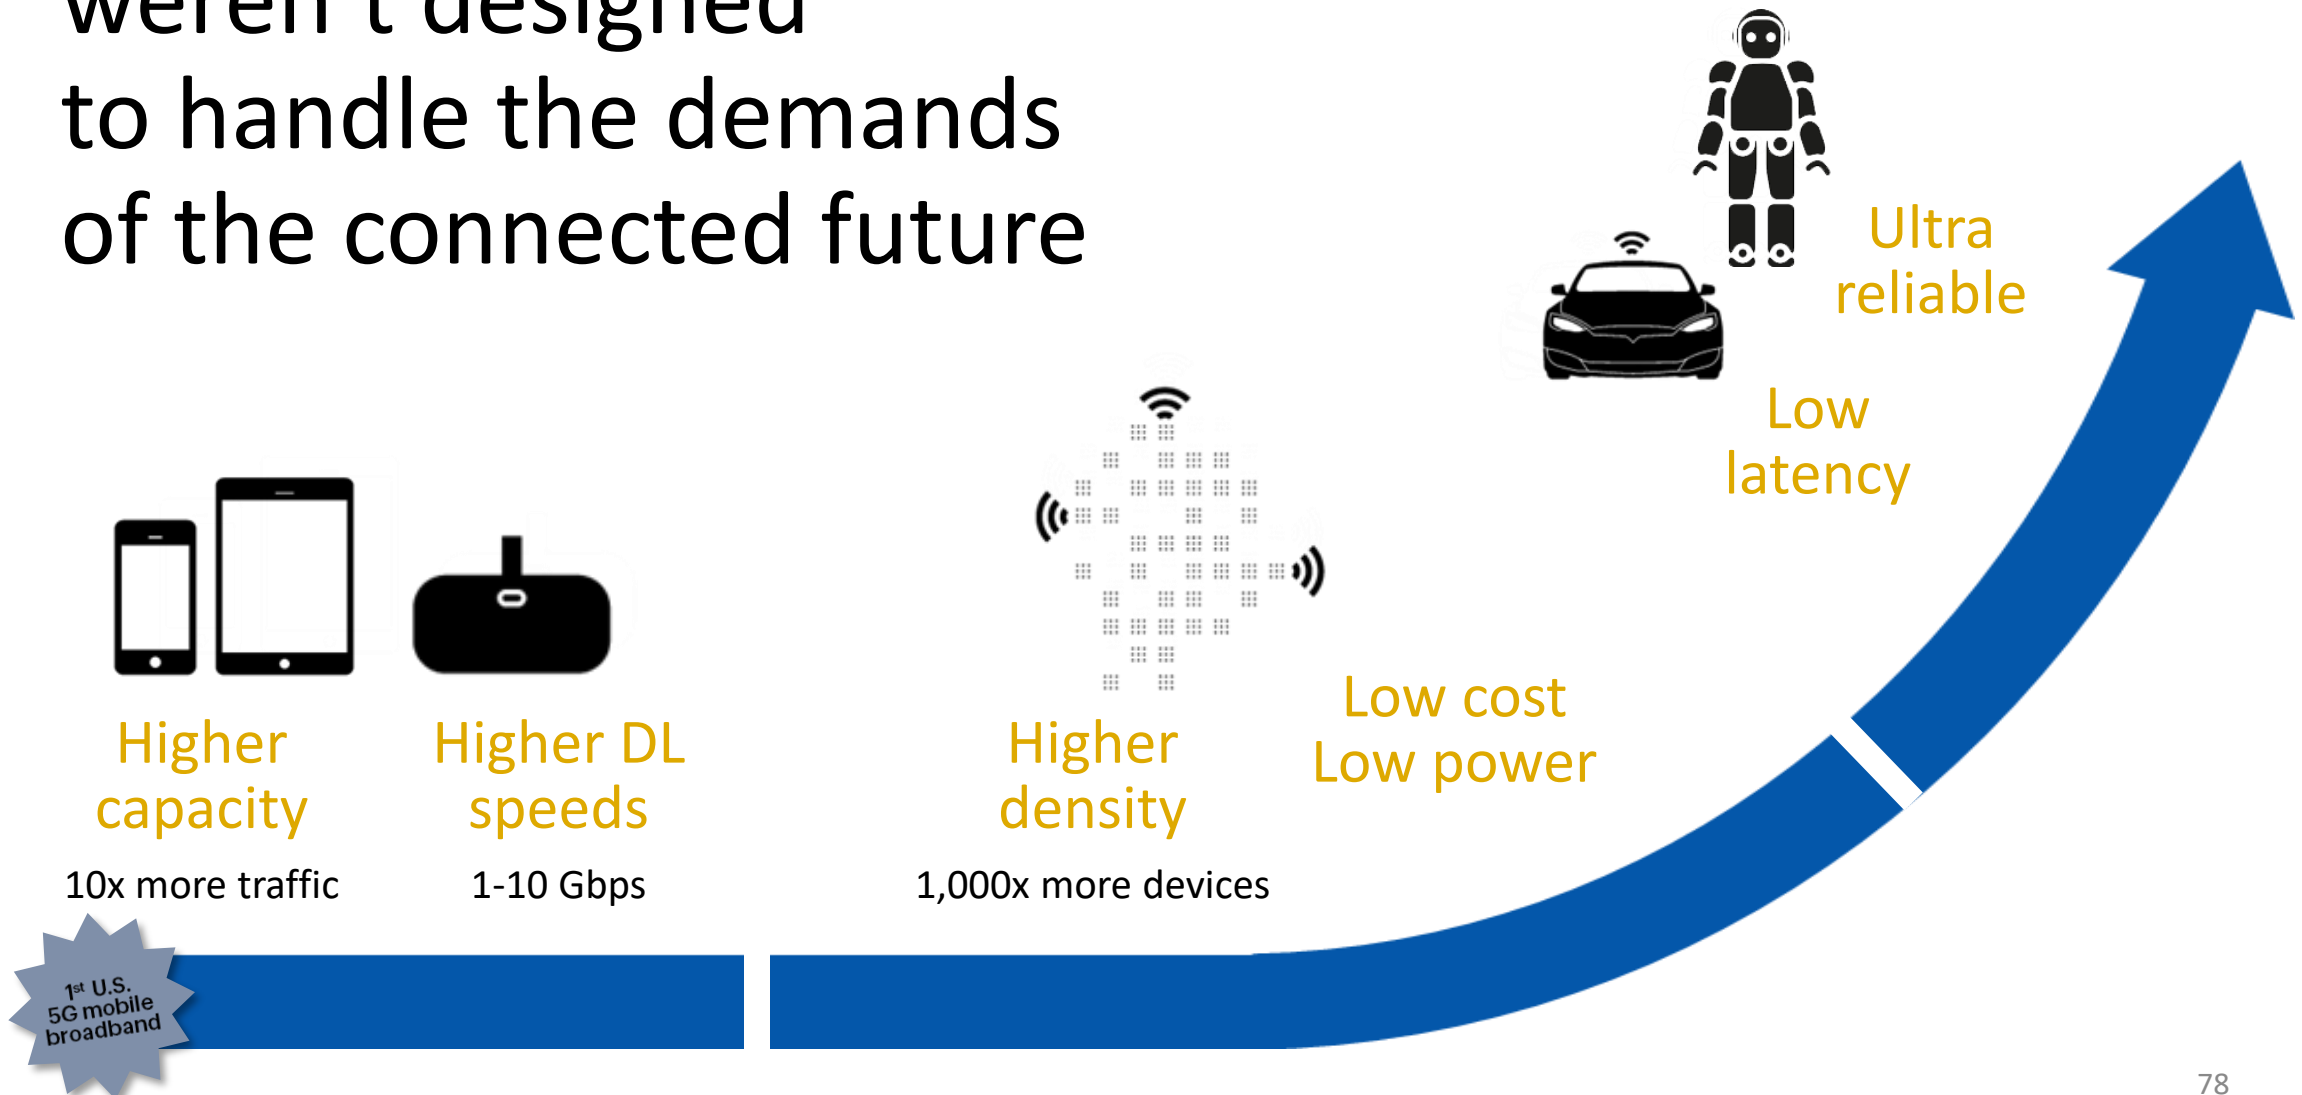 weren't designed
to handle the demands
of the connected future
Ultra
reliable
Low
latency
Low cost
Low power
Higher
capacity
10x more traffic
Higher DL
speeds
1-10 Gbps
Higher
density
1,000x more devices
1st U.S.
5G mobile
broadband
78